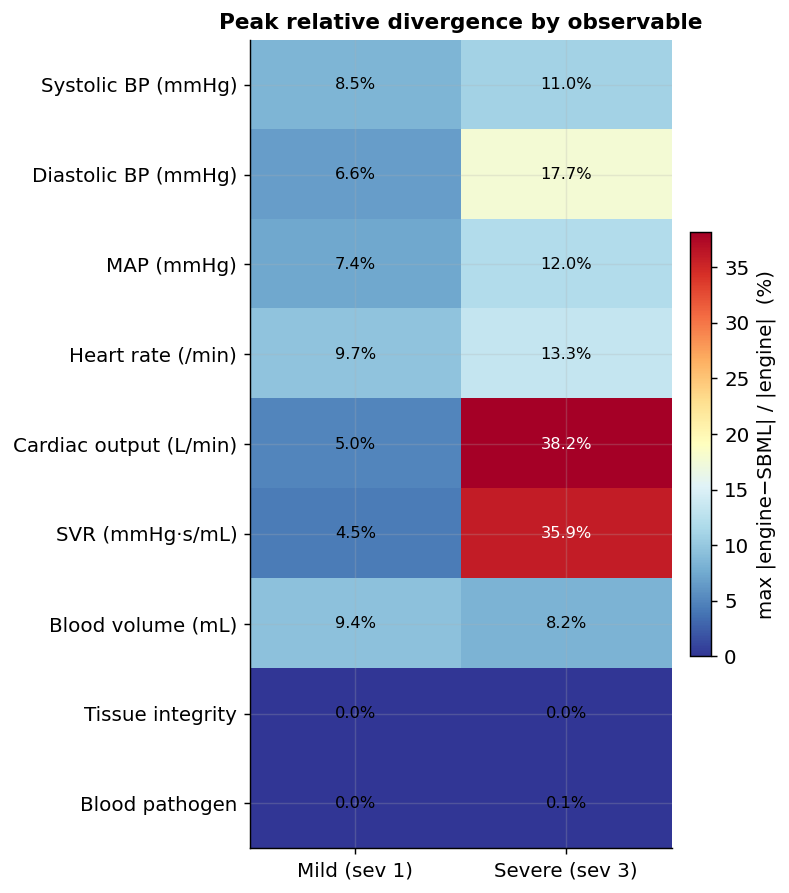 Peak relative divergence by observable
Systolic BP (mmHg) 8.5% 11.0%
Diastolic BP (mmHg) 6.6% 17.7%
MAP (mmHg) 7.4% 12.0%
Heart rate (/min) 9.7% 13.3%
Cardiac output (L/min) 5.0% 38.2%
SVR (mmHg·s/mL) 4.5% 35.9%
Blood volume (mL) 9.4% 8.2%
Tissue integrity 0.0% 0.0%
Blood pathogen 0.0% 0.1%
Mild (sev 1) Severe (sev 3)
35
30
25
20
15
10
5
0
max |engine−SBML| / |engine| (%)